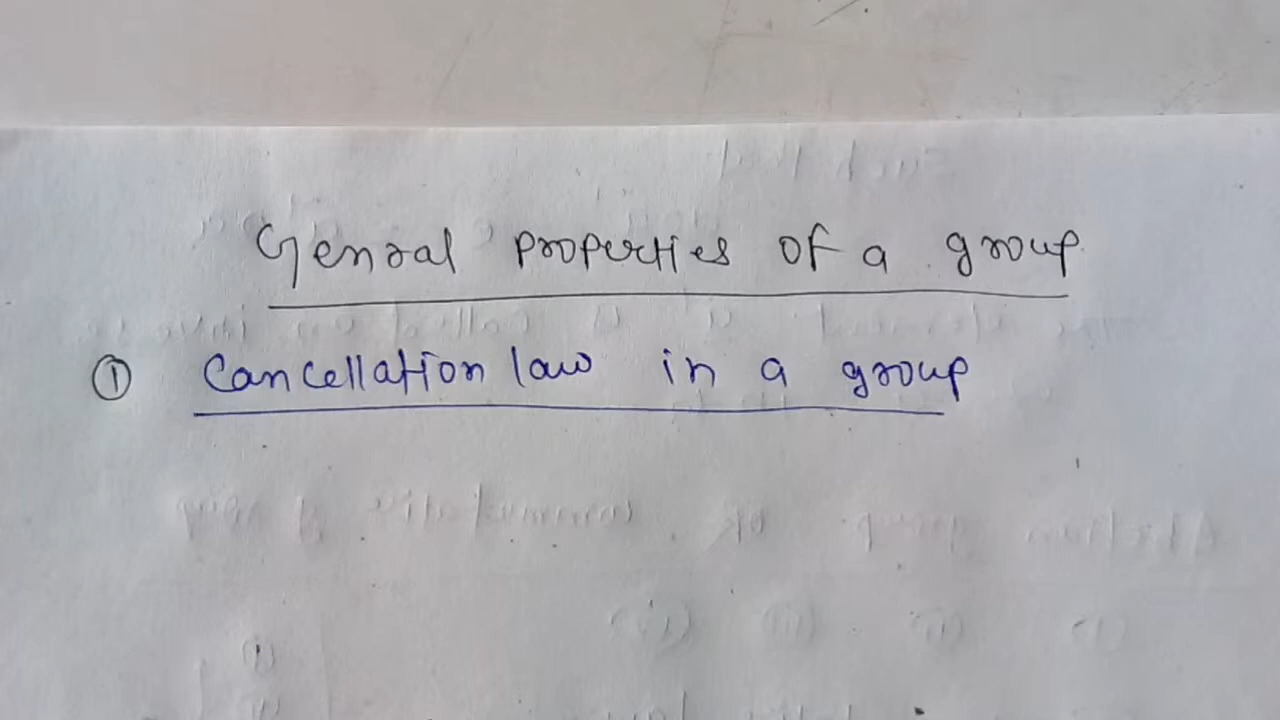 Genral properties of a group.
① Cancellation law in a group